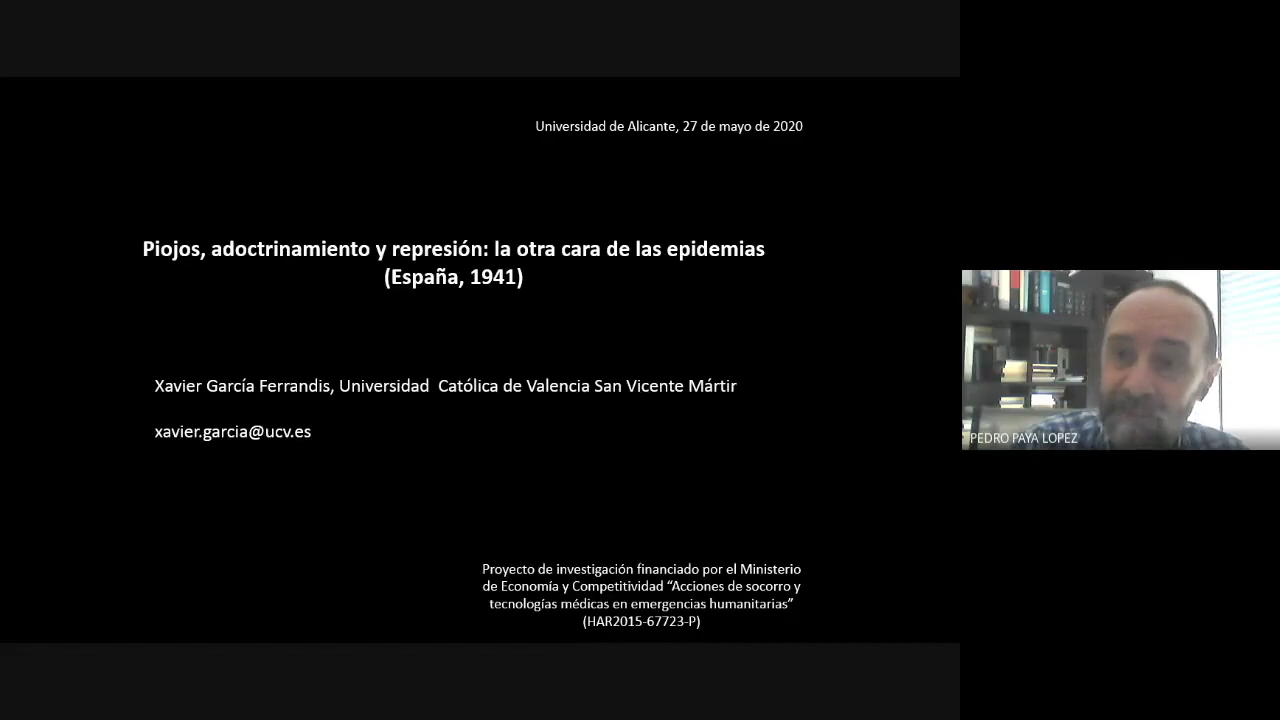 Universidad de Alicante, 27 de mayo de 2020
Piojos, adoctrinamiento y represión: la otra cara de las epidemias
(España, 1941)
Xavier García Ferrandis, Universidad Católica de Valencia San Vicente Mártir
xavier.garcia@ucv.es
PEDRO PAYA LOPEZ
Proyecto de investigación financiado por el Ministerio
de Economía y Competitividad “Acciones de socorro y
tecnologías médicas en emergencias humanitarias”
(HAR2015-67723-P)